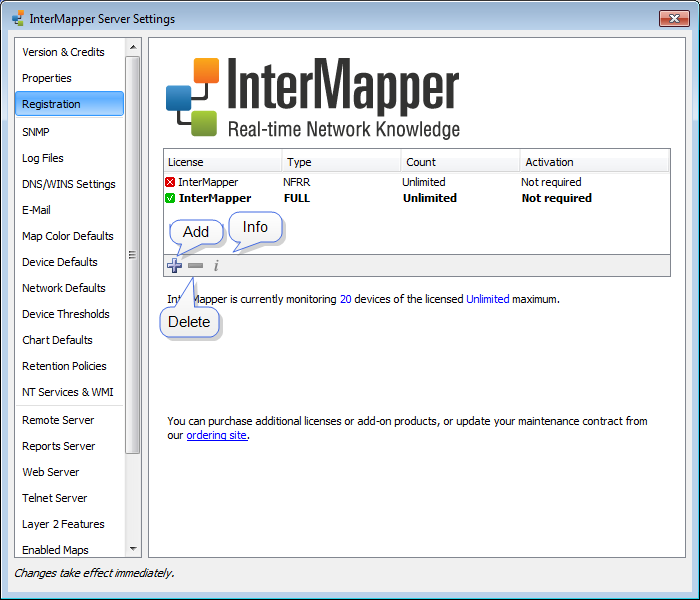 InterMapper Server Settings
Version & Credits
Properties
Registration
SNMP
Log Files
DNS/WINS Settings
E-Mail
Map Color Defaults
Device Defaults
Network Defaults
Device Thresholds
Chart Defaults
Retention Policies
NT Services & WMI
Remote Server
Reports Server
Web Server
Telnet Server
Layer 2 Features
Enabled Maps
InterMapper
Real-time Network Knowledge
License Type Count Activation
InterMapper NFRR Unlimited Not required
InterMapper FULL Unlimited Not required
Add
Info
i
Delete
InterMapper is currently monitoring 20 devices of the licensed Unlimited maximum.
You can purchase additional licenses or add-on products, or update your maintenance contract from
our ordering site.
Changes take effect immediately.